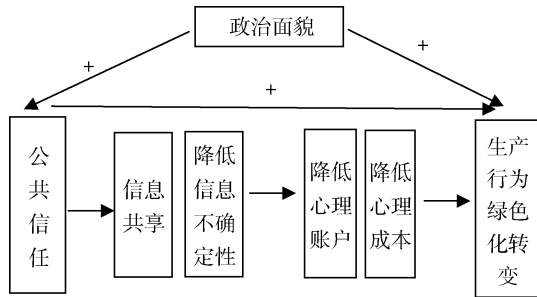 政治面貌
+
+
+
公
共
信
任
信息
共享
降低
信息
不确
定性
降低
心理
账户
降低
心理
成本
生产
行为
绿色
化转
变